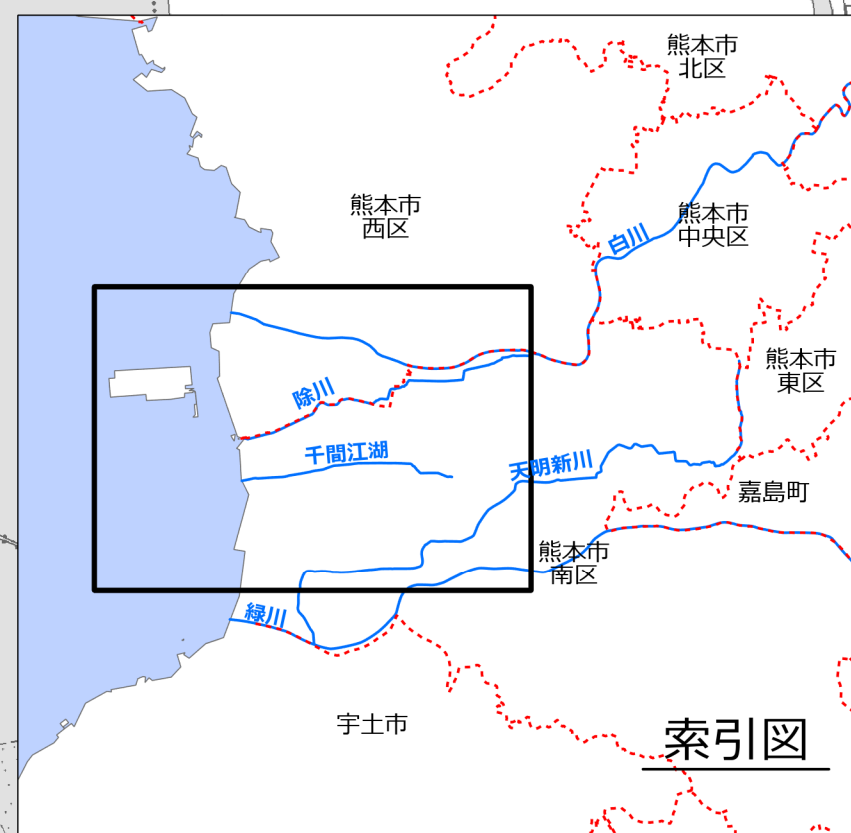 熊本市
北区
熊本市
西区
熊本市
中央区
白川
熊本市
東区
除川
千間江湖
天明新川
嘉島町
熊本市
南区
緑川
宇土市
索引図